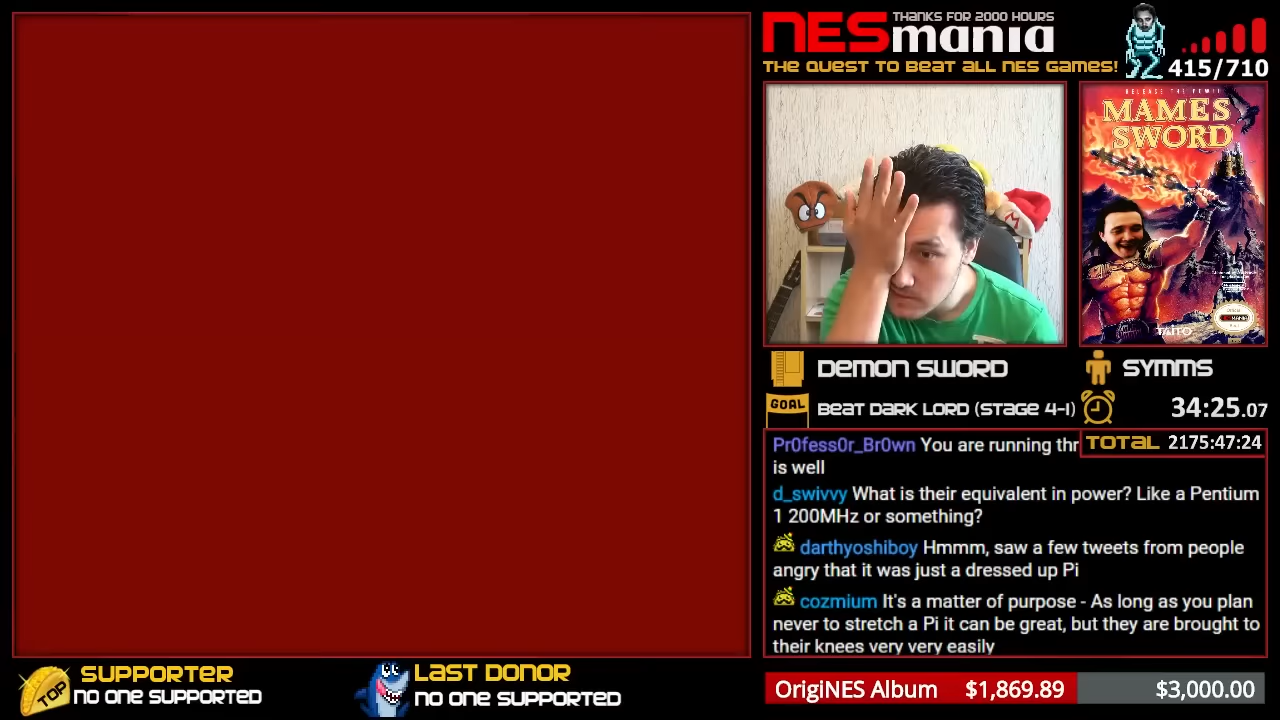 THANKS FOR 2000 HOURS
NESmania
THE QUEST TO BEAT ALL NES GAMES!
415/710
RELEASE THE POWER
MAMES
SWORD
TAITO
DEMON SWORD
SYMMS
GOAL
BEAT DARK LORD (STAGE 4-1)
34:25.07
TOTAL 2175:47:24
Pr0fess0r_Br0wn You are running thr
is well
d_swivvy What is their equivalent in power? Like a Pentium
1 200MHz or something?
darthyoshiboy Hmmm, saw a few tweets from people
angry that it was just a dressed up Pi
cozmium It's a matter of purpose - As long as you plan
never to stretch a Pi it can be great, but they are brought to
their knees very very easily
TOP
SUPPORTER
NO ONE SUPPORTED
LAST DONOR
NO ONE SUPPORTED
OrigiNES Album $1,869.89 $3,000.00